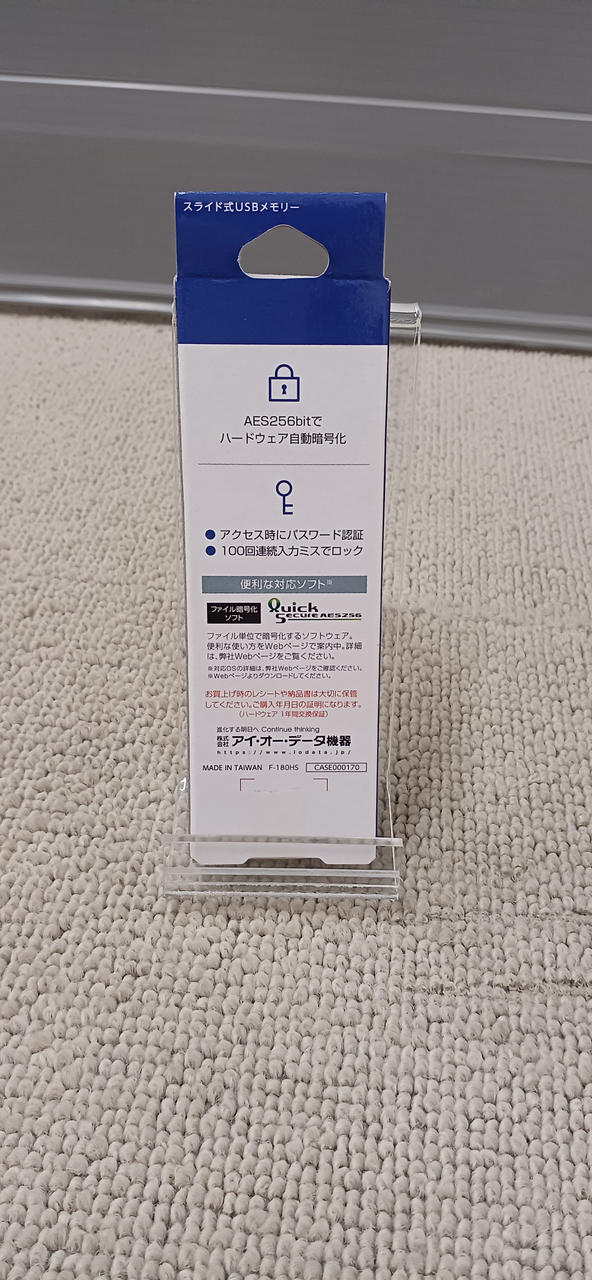 スライド式USBメモリー
AES256bitで
ハードウェア自動暗号化
● アクセス時にパスワード認証
● 100回連続入力ミスでロック
便利な対応ソフト※
ファイル暗号化
ソフト
Quick
Secure AES256
ファイル単位で暗号化するソフトウェア。
便利な使い方をWebページで案内中。詳細
は、弊社Webページをご覧ください。
※対応OSの詳細は、弊社Webページをご確認ください。
※Webページよりダウンロードしてください。
お買上げ時のレシートや納品書は大切に保管
してください。ご購入年月日の証明になります。
(ハードウェア 1年間交換保証)
進化する明日へ Continue thinking
株式会社 アイ・オー・データ機器
https://www.iodata.jp/
MADE IN TAIWAN F-180HS CASE000170